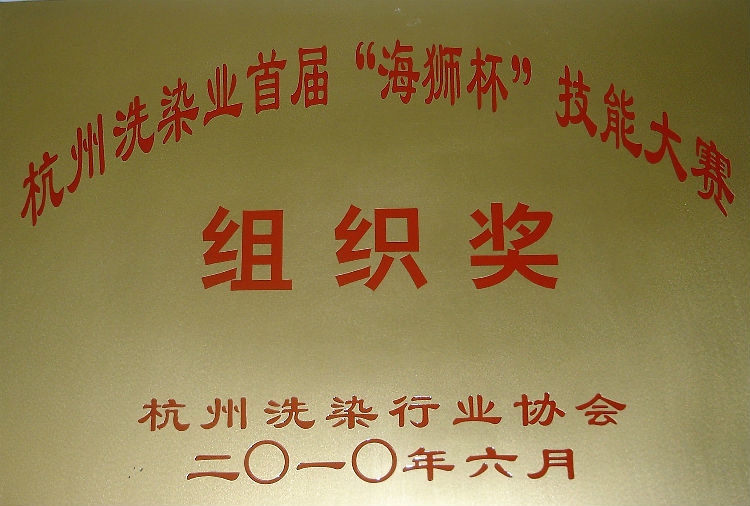 杭州洗染业首届“海狮杯”技能大赛
组织奖
杭州洗染行业协会
二〇一〇年六月